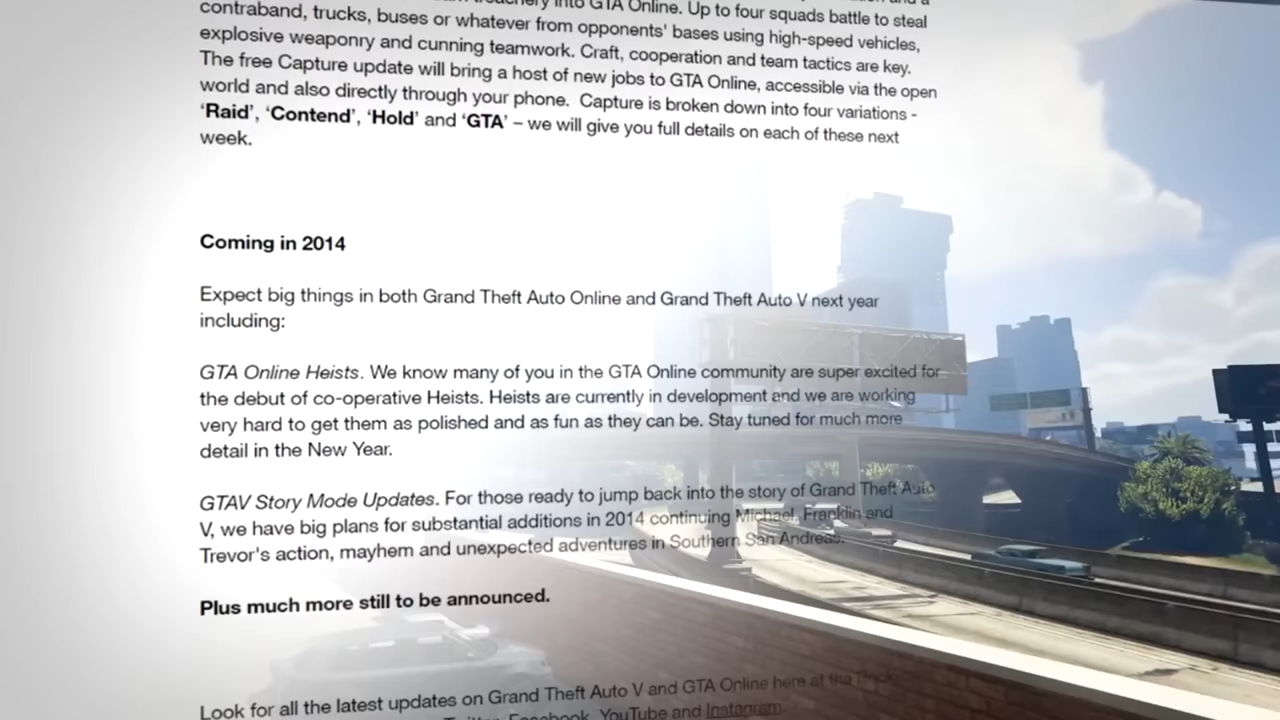 treachery into GTA Online. Up to four squads battle to steal
contraband, trucks, buses or whatever from opponents' bases using high-speed vehicles,
explosive weaponry and cunning teamwork. Craft, cooperation and team tactics are key.
The free Capture update will bring a host of new jobs to GTA Online, accessible via the open
world and also directly through your phone. Capture is broken down into four variations -
‘Raid’, ‘Contend’, ‘Hold’ and ‘GTA’ – we will give you full details on each of these next
week.
Coming in 2014
Expect big things in both Grand Theft Auto Online and Grand Theft Auto V next year
including:
GTA Online Heists. We know many of you in the GTA Online community are super excited for
the debut of co-operative Heists. Heists are currently in development and we are working
very hard to get them as polished and as fun as they can be. Stay tuned for much more
detail in the New Year.
GTAV Story Mode Updates. For those ready to jump back into the story of Grand Theft Auto
V, we have big plans for substantial additions in 2014 continuing Michael, Franklin and
Trevor's action, mayhem and unexpected adventures in Southern San Andreas.
Plus much more still to be announced.
Look for all the latest updates on Grand Theft Auto V and GTA Online here at the
Facebook, YouTube and Instagram.